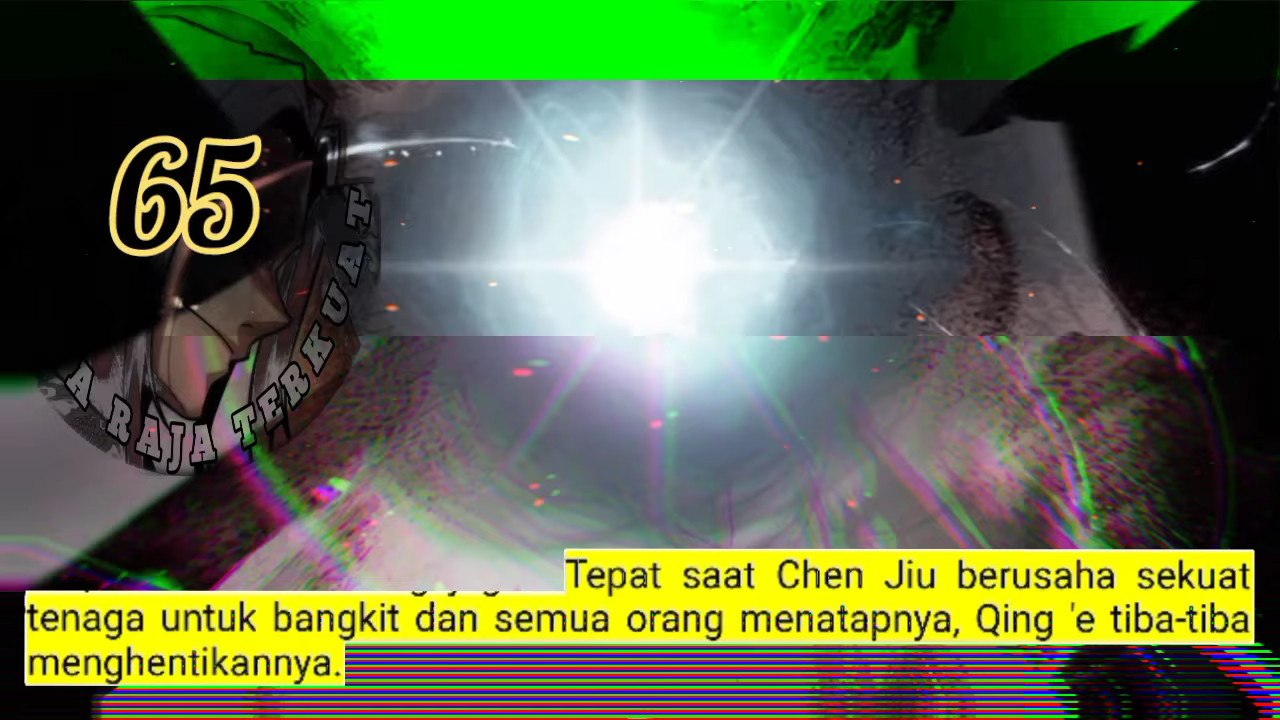 65
A RAJA TERKUAT
Tepat saat Chen Jiu berusaha sekuat
tenaga untuk bangkit dan semua orang menatapnya, Qing 'e tiba-tiba
menghentikannya.